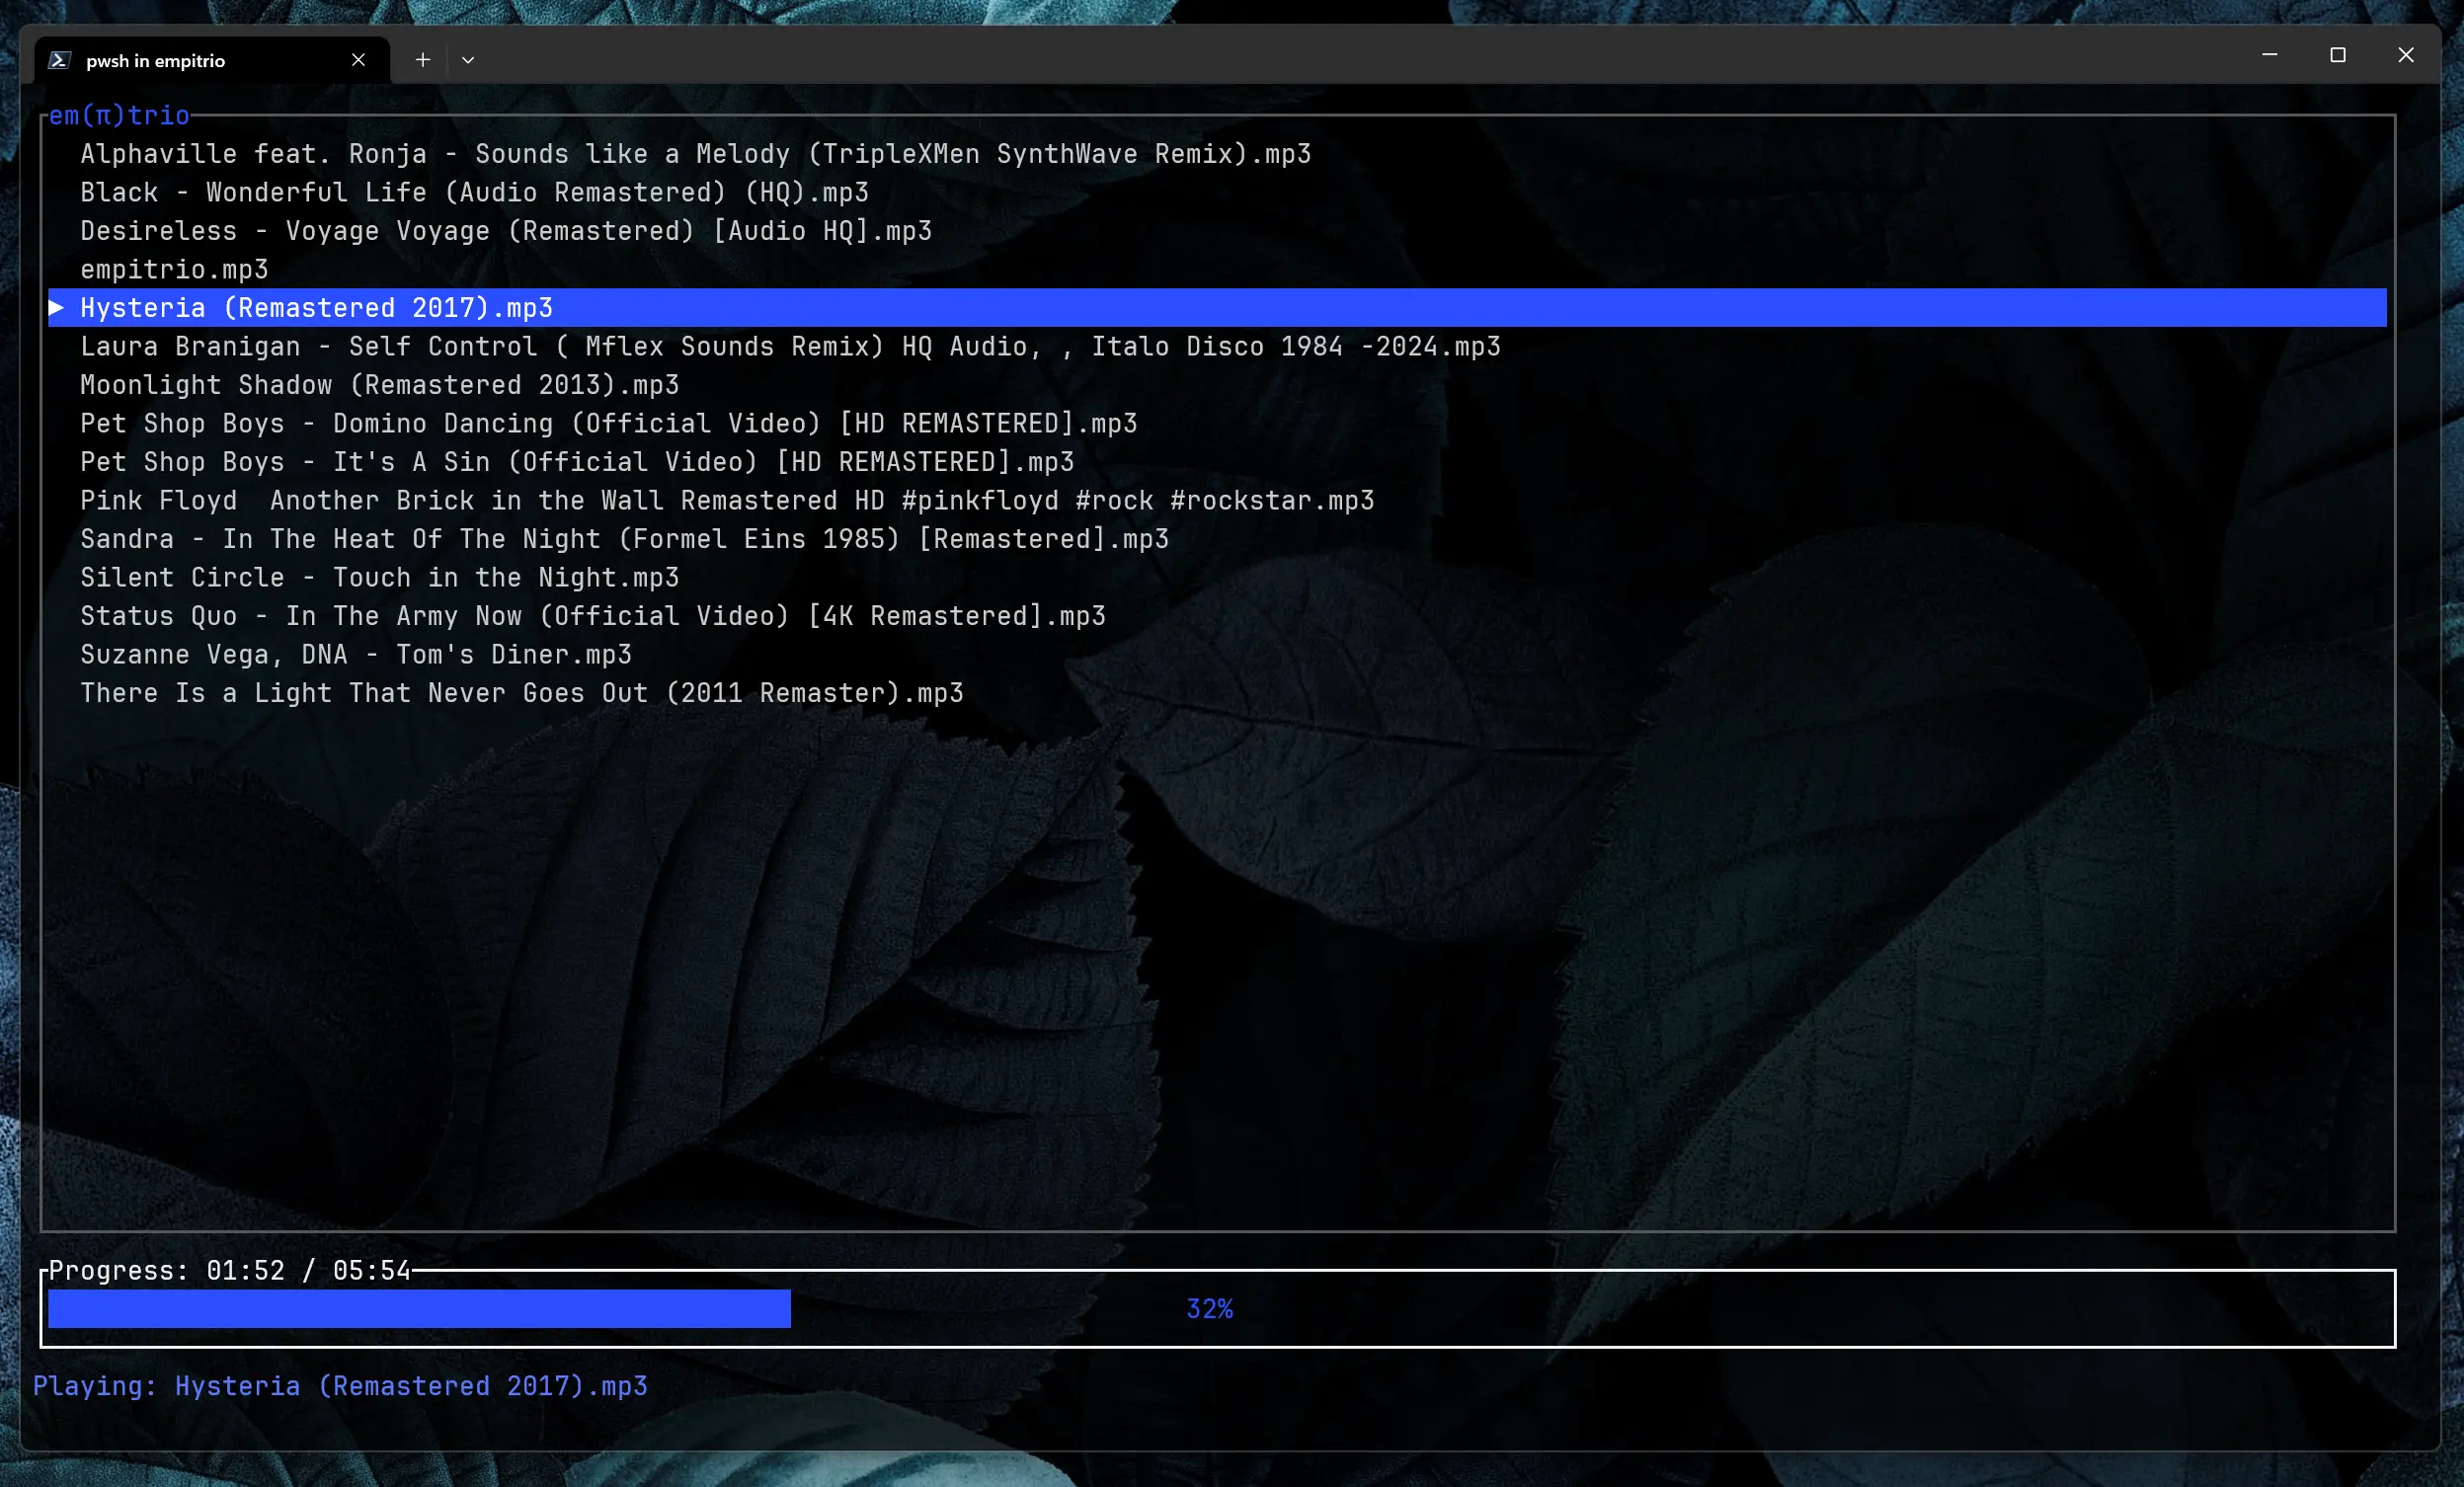 pwsh in empitrio
em(π)trio
Alphaville feat. Ronja - Sounds like a Melody (TripleXMen SynthWave Remix).mp3
Black - Wonderful Life (Audio Remastered) (HQ).mp3
Desireless - Voyage Voyage (Remastered) [Audio HQ].mp3
empitrio.mp3
▶ Hysteria (Remastered 2017).mp3
Laura Branigan - Self Control ( Mflex Sounds Remix) HQ Audio, , Italo Disco 1984 -2024.mp3
Moonlight Shadow (Remastered 2013).mp3
Pet Shop Boys - Domino Dancing (Official Video) [HD REMASTERED].mp3
Pet Shop Boys - It's A Sin (Official Video) [HD REMASTERED].mp3
Pink Floyd  Another Brick in the Wall Remastered HD #pinkfloyd #rock #rockstar.mp3
Sandra - In The Heat Of The Night (Formel Eins 1985) [Remastered].mp3
Silent Circle - Touch in the Night.mp3
Status Quo - In The Army Now (Official Video) [4K Remastered].mp3
Suzanne Vega, DNA - Tom's Diner.mp3
There Is a Light That Never Goes Out (2011 Remaster).mp3
Progress: 01:52 / 05:54
32%
Playing: Hysteria (Remastered 2017).mp3